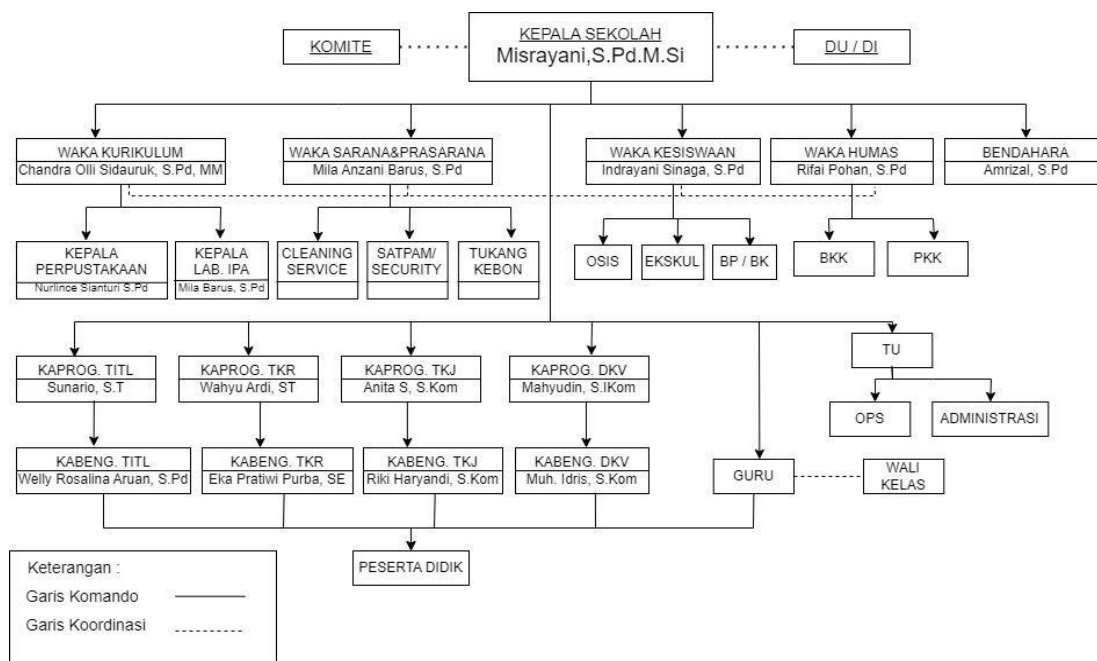 KOMITE
KEPALA SEKOLAH
Misrayani,S.Pd.M.Si
DU / DI
WAKA KURIKULUM
Chandra Olli Sidauruk, S.Pd, MM
WAKA SARANA&PRASARANA
Mila Anzani Barus, S.Pd
WAKA KESISWAAN
Indrayani Sinaga, S.Pd
WAKA HUMAS
Rifai Pohan, S.Pd
BENDAHARA
Amrizal, S.Pd
KEPALA
PERPUSTAKAAN
Nurlince Sianturi S.Pd
KEPALA
LAB. IPA
Mila Barus, S.Pd
CLEANING
SERVICE
SATPAM/
SECURITY
TUKANG
KEBON
OSIS
EKSKUL
BP / BK
BKK
PKK
KAPROG. TITL
Sunario, S.T
KAPROG. TKR
Wahyu Ardi, ST
KAPROG. TKJ
Anita S, S.Kom
KAPROG. DKV
Mahyudin, S.IKom
TU
OPS
ADMINISTRASI
KABENG. TITL
Welly Rosalina Aruan, S.Pd
KABENG. TKR
Eka Pratiwi Purba, SE
KABENG. TKJ
Riki Haryandi, S.Kom
KABENG. DKV
Muh. Idris, S.Kom
GURU
WALI
KELAS
PESERTA DIDIK
Keterangan :
Garis Komando
Garis Koordinasi